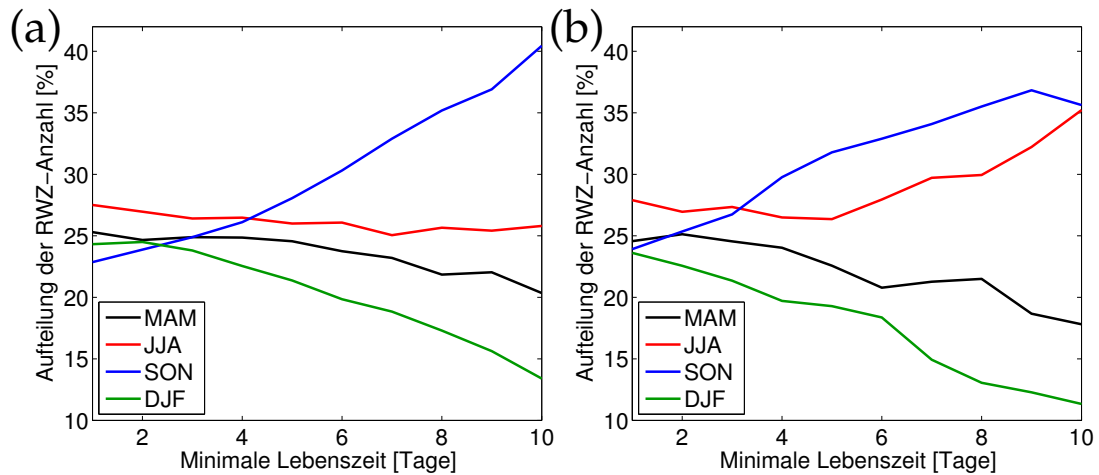 (a)
Aufteilung der RWZ−Anzahl [%]
40
35
30
25
20
15
10
MAM
JJA
SON
DJF
2 4 6 8 10
Minimale Lebenszeit [Tage]
(b)
Aufteilung der RWZ−Anzahl [%]
40
35
30
25
20
15
10
MAM
JJA
SON
DJF
2 4 6 8 10
Minimale Lebenszeit [Tage]